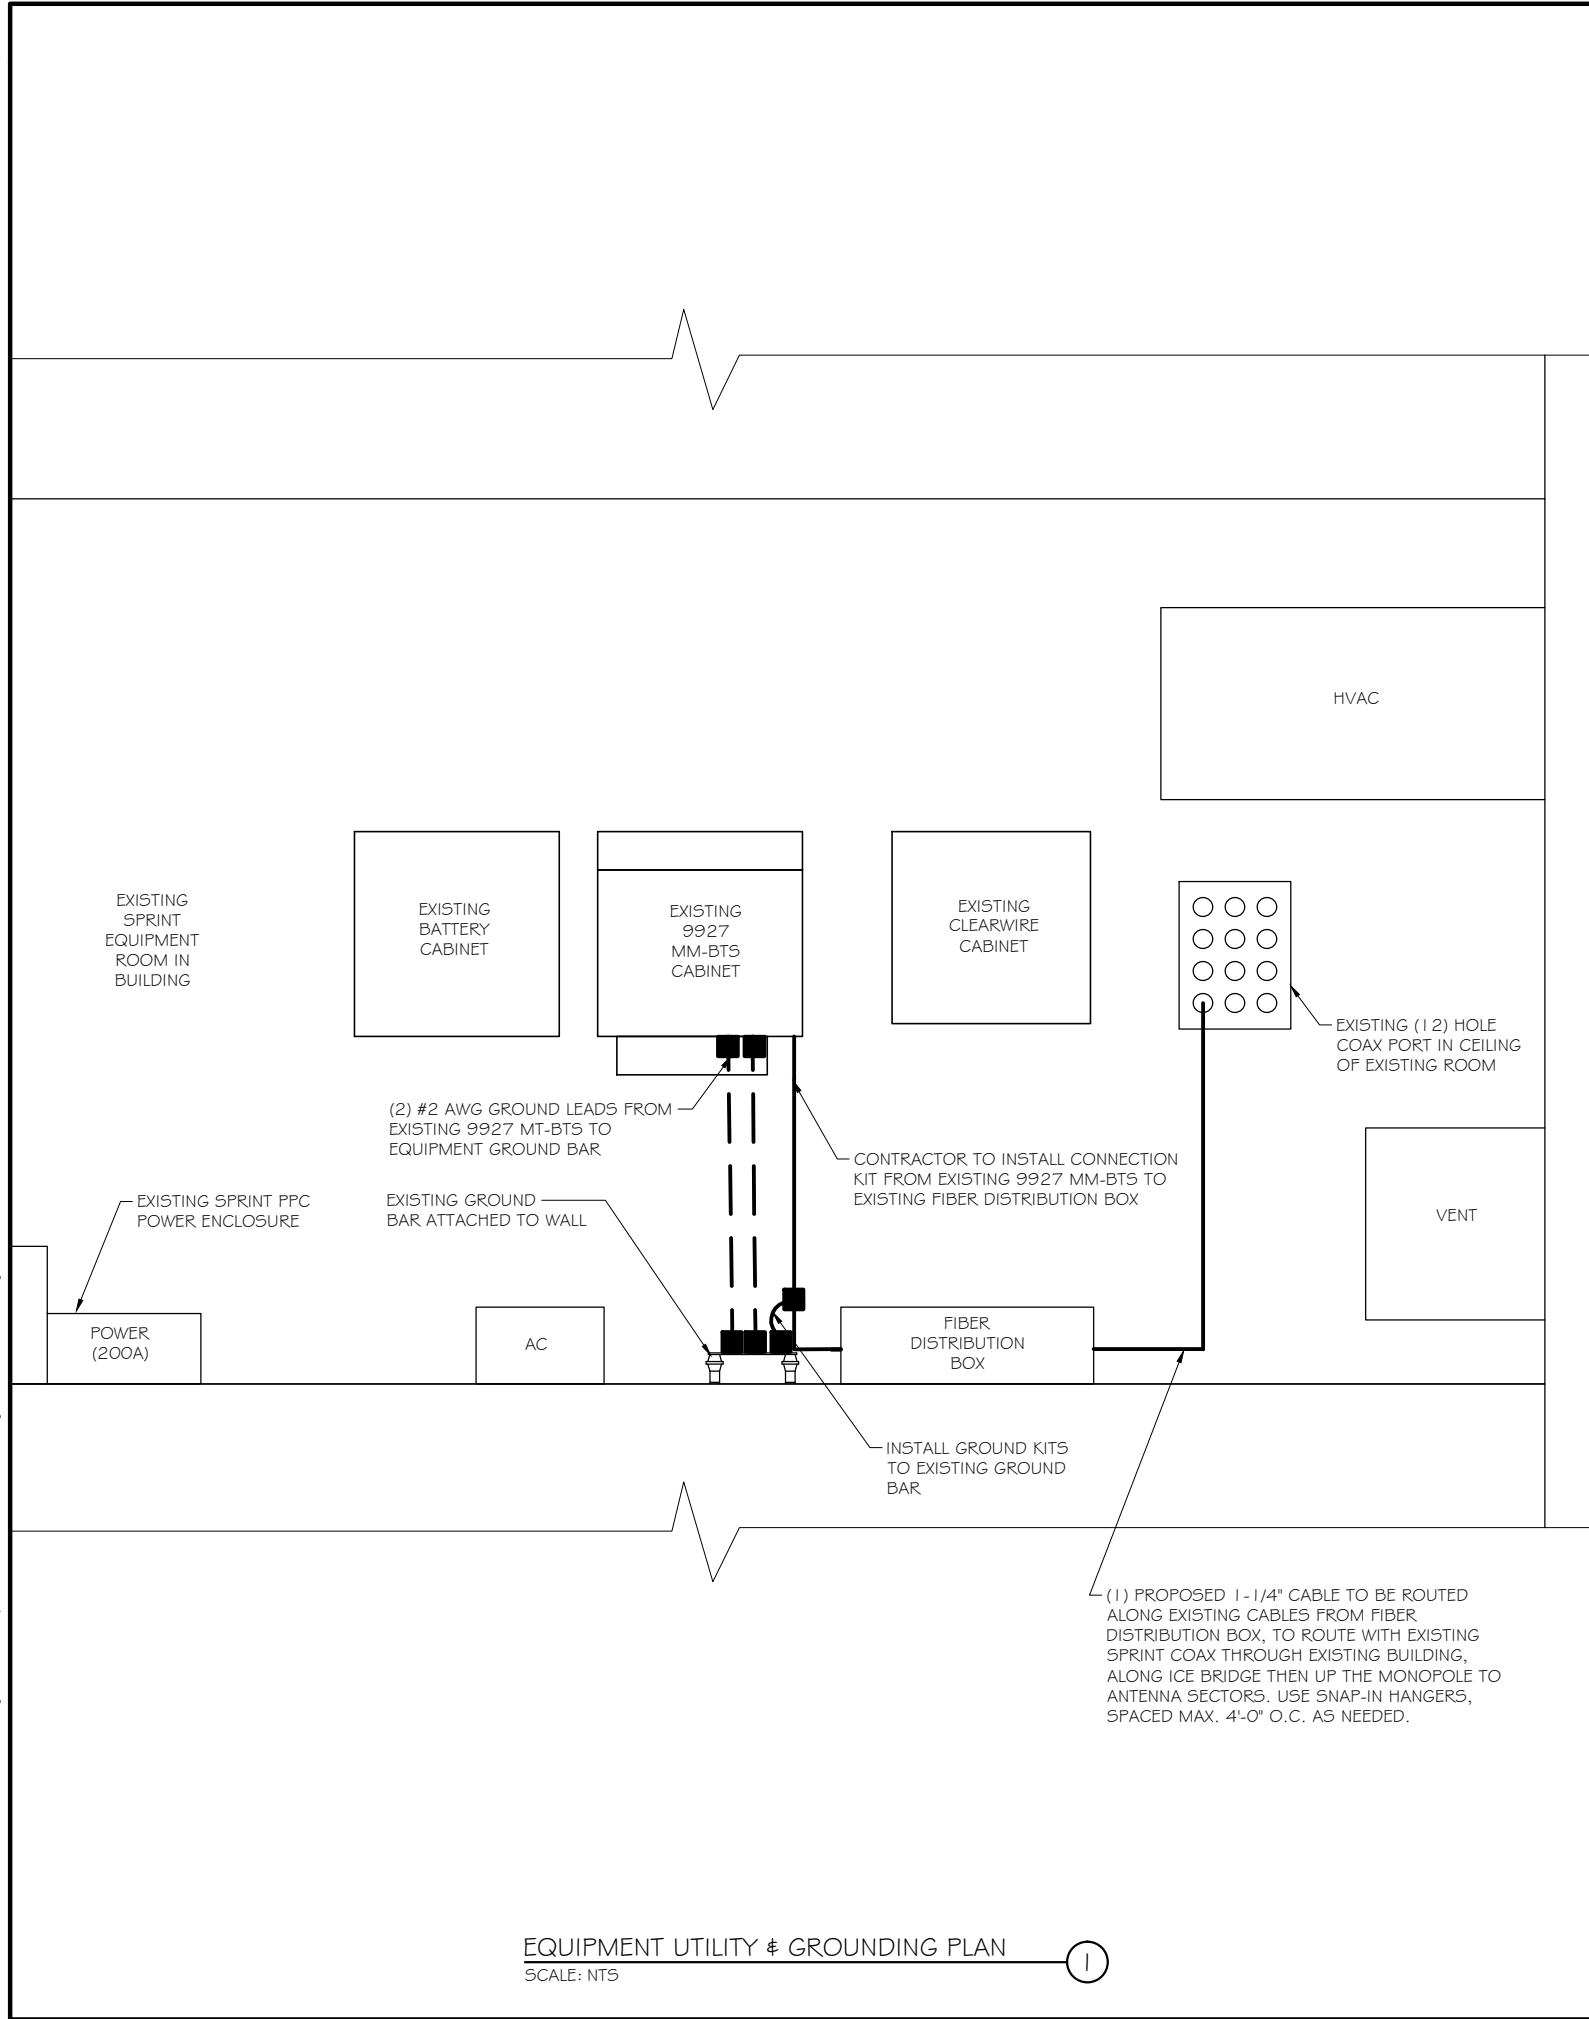 HVAC
EXISTING
SPRINT
EQUIPMENT
ROOM IN
BUILDING
EXISTING
BATTERY
CABINET
EXISTING
9927
MM-BTS
CABINET
EXISTING
CLEARWIRE
CABINET
EXISTING (12) HOLE
COAX PORT IN CEILING
OF EXISTING ROOM
(2) #2 AWG GROUND LEADS FROM
EXISTING 9927 MT-BTS TO
EQUIPMENT GROUND BAR
CONTRACTOR TO INSTALL CONNECTION
KIT FROM EXISTING 9927 MM-BTS TO
EXISTING FIBER DISTRIBUTION BOX
EXISTING SPRINT PPC
POWER ENCLOSURE
EXISTING GROUND
BAR ATTACHED TO WALL
VENT
POWER
(200A)
AC
FIBER
DISTRIBUTION
BOX
INSTALL GROUND KITS
TO EXISTING GROUND
BAR
(1) PROPOSED 1-1/4" CABLE TO BE ROUTED
ALONG EXISTING CABLES FROM FIBER
DISTRIBUTION BOX, TO ROUTE WITH EXISTING
SPRINT COAX THROUGH EXISTING BUILDING,
ALONG ICE BRIDGE THEN UP THE MONOPOLE TO
ANTENNA SECTORS. USE SNAP-IN HANGERS,
SPACED MAX. 4'-0" O.C. AS NEEDED.
EQUIPMENT UTILITY & GROUNDING PLAN
1
SCALE: NTS